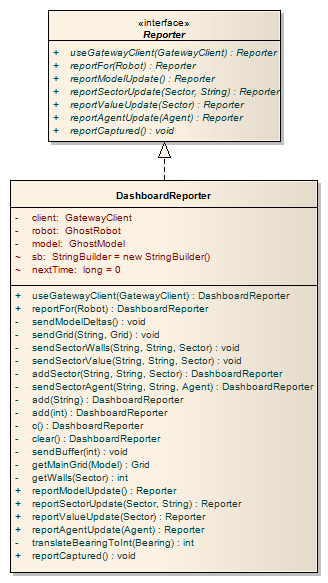 «interface»
Reporter
+ useGatewayClient(GatewayClient) : Reporter
+ reportFor(Robot) : Reporter
+ reportModelUpdate() : Reporter
+ reportSectorUpdate(Sector, String) : Reporter
+ reportValueUpdate(Sector) : Reporter
+ reportAgentUpdate(Agent) : Reporter
+ reportCaptured() : void
DashboardReporter
- client: GatewayClient
- robot: GhostRobot
- model: GhostModel
~ sb: StringBuilder = new StringBuilder()
~ nextTime: long = 0
+ useGatewayClient(GatewayClient) : DashboardReporter
+ reportFor(Robot) : DashboardReporter
- sendModelDeltas() : void
- sendGrid(String, Grid) : void
- sendSectorWalls(String, String, Sector) : void
- sendSectorValue(String, String, Sector) : void
- addSector(String, String, Sector) : DashboardReporter
- sendSectorAgent(String, String, Agent) : DashboardReporter
- add(String) : DashboardReporter
- add(int) : DashboardReporter
- c() : DashboardReporter
- clear() : DashboardReporter
- sendBuffer(int) : void
- getMainGrid(Model) : Grid
- getWalls(Sector) : int
+ reportModelUpdate() : Reporter
+ reportSectorUpdate(Sector, String) : Reporter
+ reportValueUpdate(Sector) : Reporter
+ reportAgentUpdate(Agent) : Reporter
- translateBearingToInt(Bearing) : int
+ reportCaptured() : void